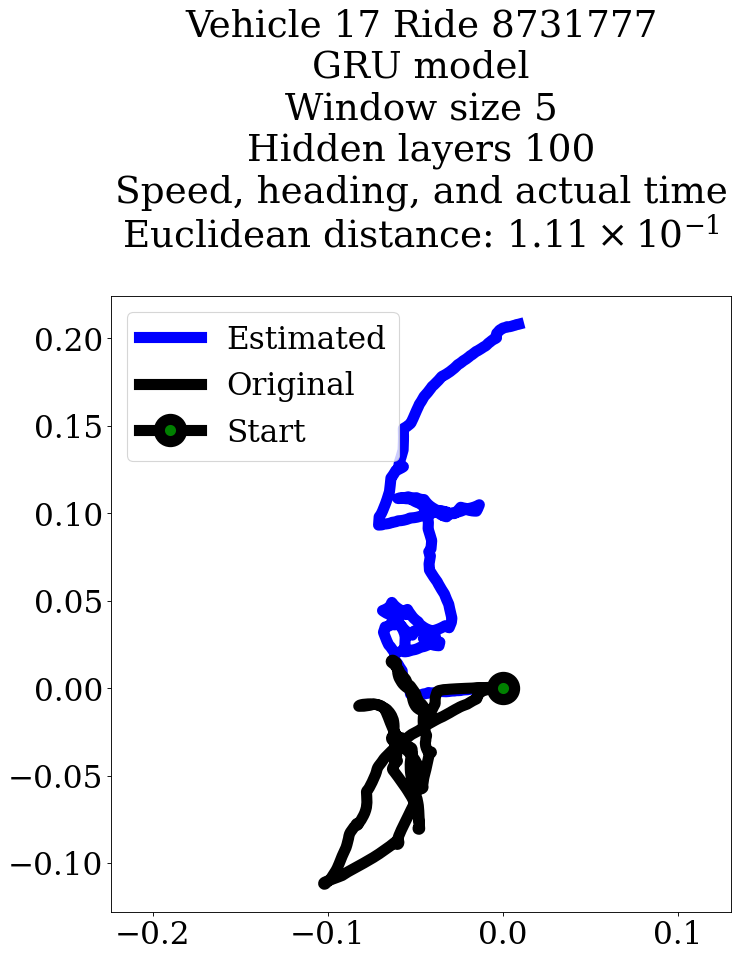 Vehicle 17 Ride 8731777
GRU model
Window size 5
Hidden layers 100
Speed, heading, and actual time
Euclidean distance: 1.11 × 10⁻¹
Estimated
Original
Start
0.20
0.15
0.10
0.05
0.00
−0.05
−0.10
−0.2 −0.1 0.0 0.1